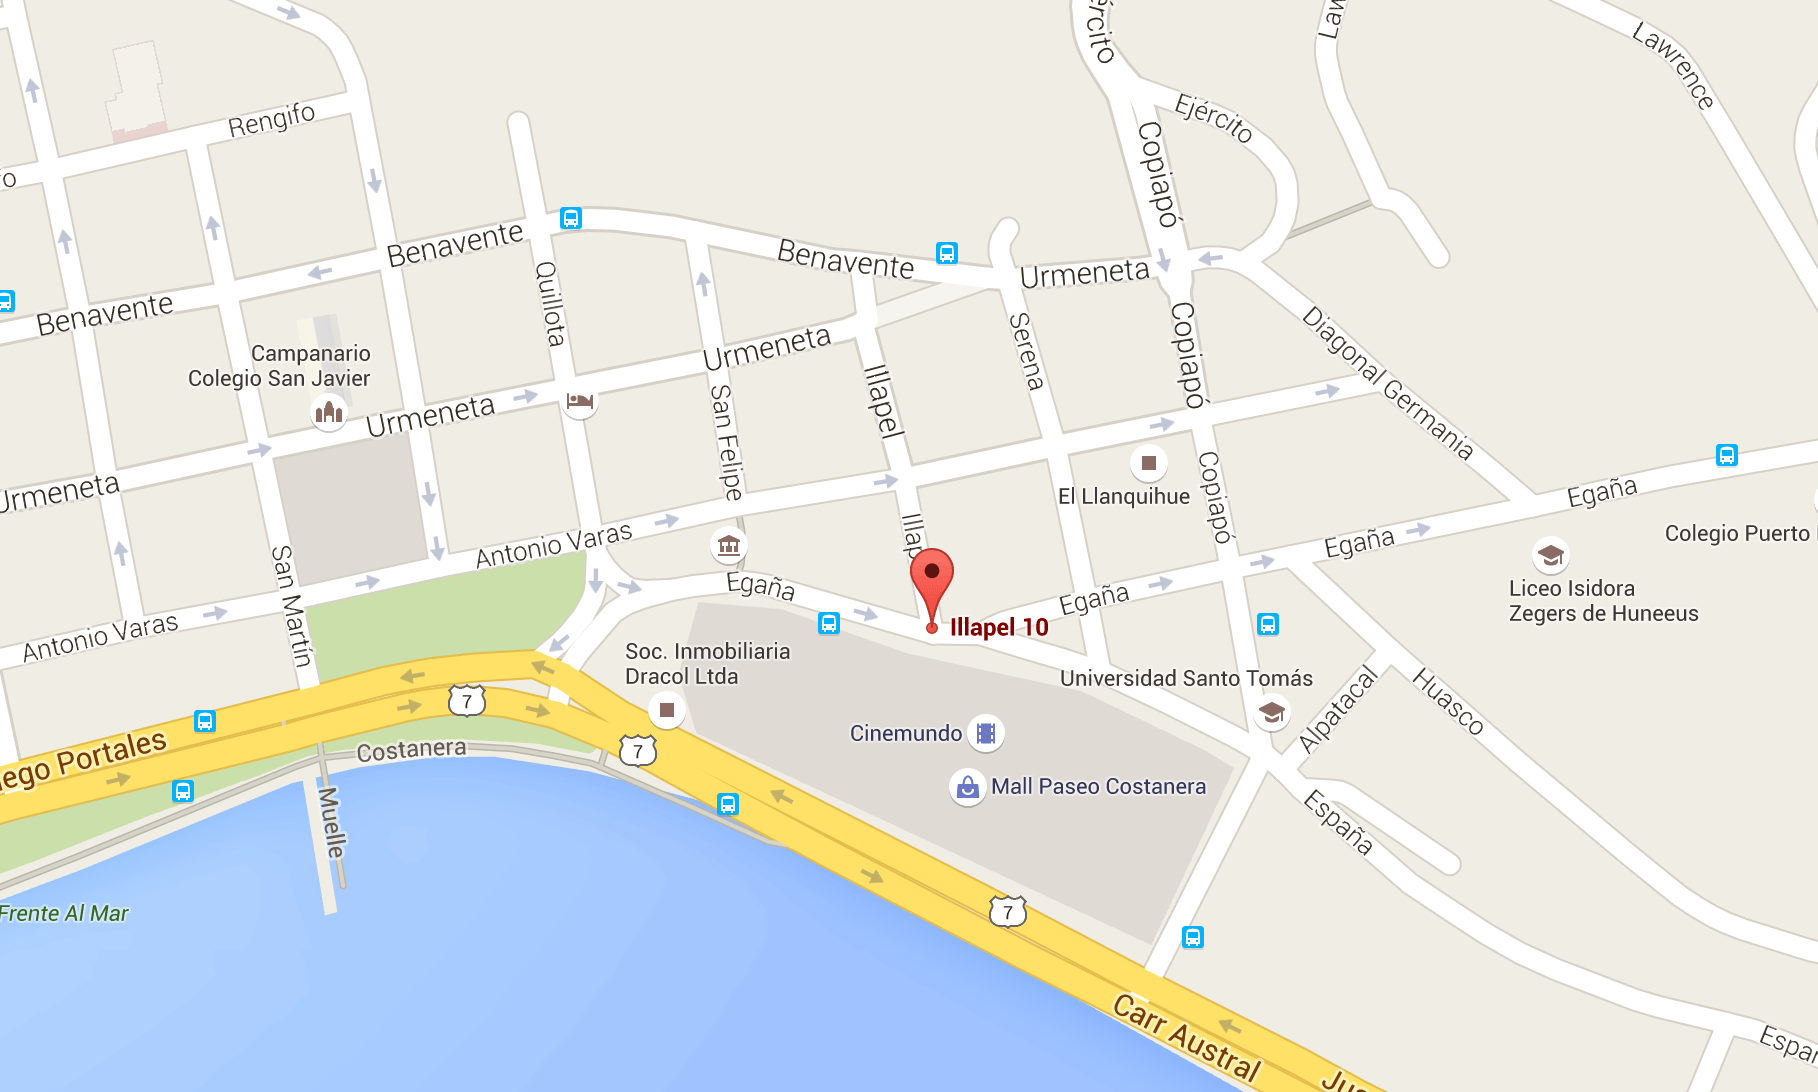 Ejército
Lawrence
Rengifo
Ejército
Copiapó
Benavente
Benavente
Urmeneta
Benavente
Quillota
Copiapó
Diagonal Germania
Serena
Campanario
Colegio San Javier
Urmeneta
Illapel
San Felipe
Urmeneta
Urmeneta
Copiapó
El Llanquihue
Egaña
Antonio Varas
Egaña
Colegio Puerto
San Martín
Egaña
Egaña
Liceo Isidora
Zegers de Huneeus
Antonio Varas
Illapel 10
Soc. Inmobiliaria
Dracol Ltda
Universidad Santo Tomás
Alpatacal
Huasco
7
Cinemundo
Costanera
7
Mall Paseo Costanera
Muelle
España
7
Frente Al Mar
Carr Austral